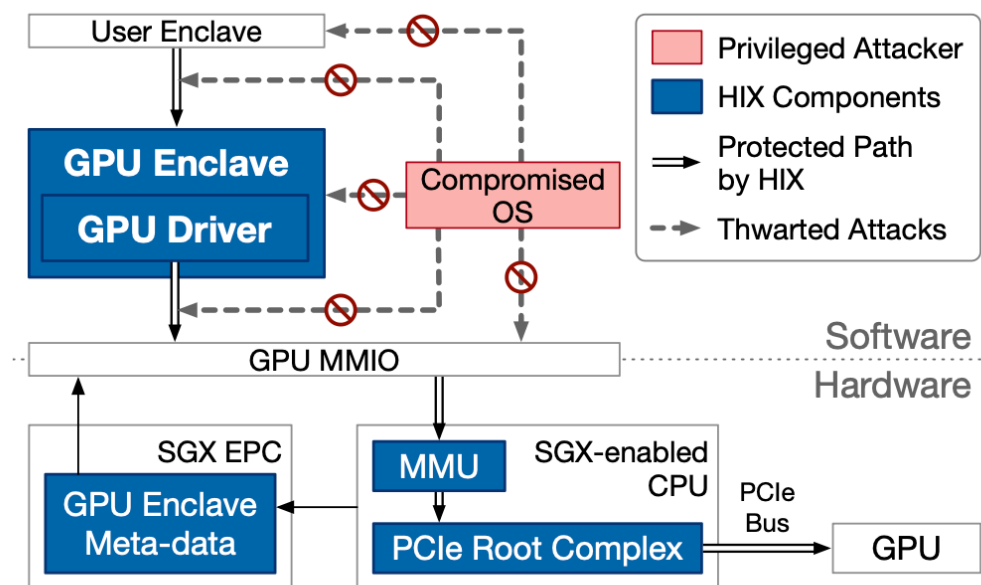 User Enclave
GPU Enclave
GPU Driver
Compromised
OS
Privileged Attacker
HIX Components
Protected Path
by HIX
Thwarted Attacks
Software
GPU MMIO
Hardware
SGX EPC
GPU Enclave
Meta-data
SGX-enabled
CPU
MMU
PCIe Root Complex
PCIe
Bus
GPU